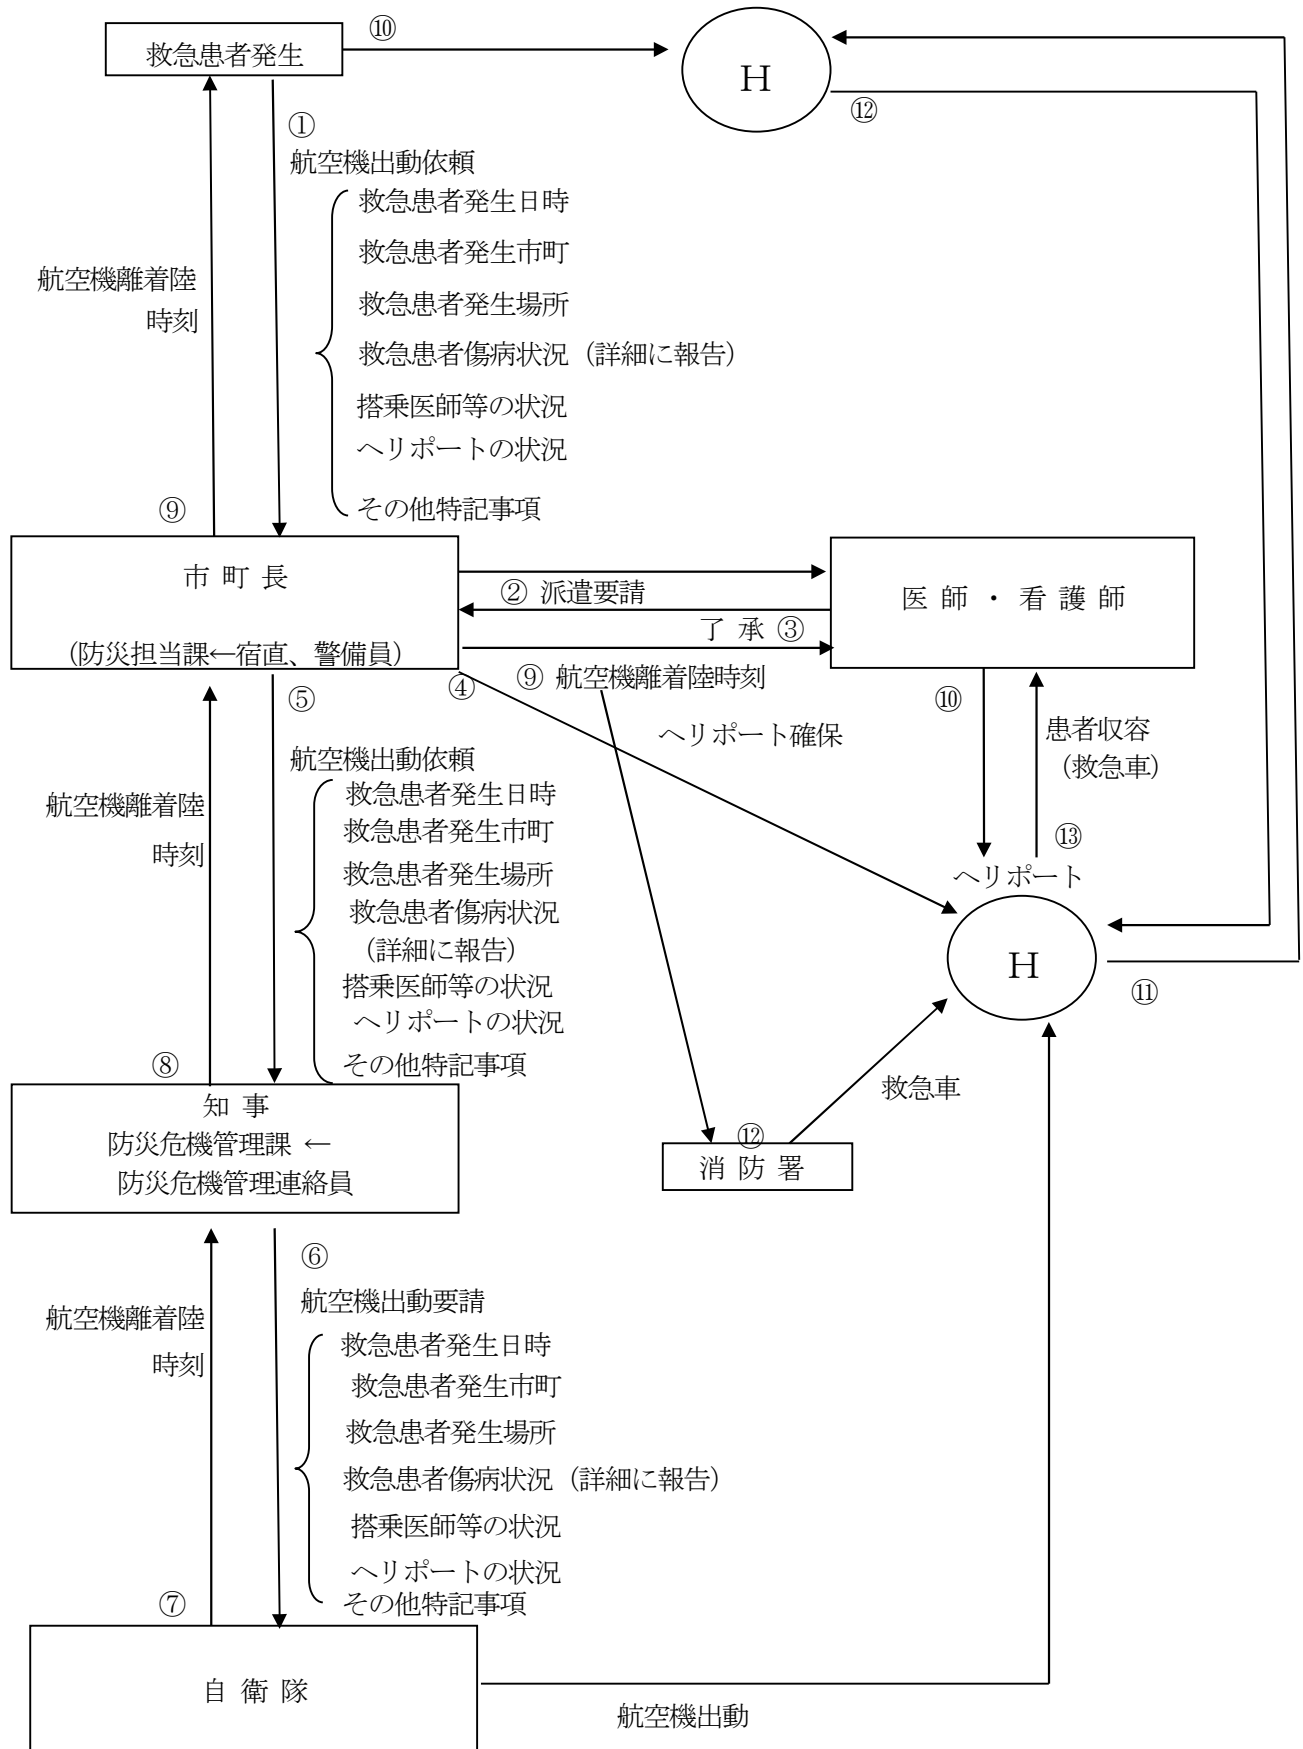 救急患者発生
⑩
H
⑫
①
航空機出動依頼
救急患者発生日時
救急患者発生市町
救急患者発生場所
救急患者傷病状況（詳細に報告）
搭乗医師等の状況
ヘリポートの状況
その他特記事項
航空機離着陸
時刻
⑨
市 町 長
（防災担当課←宿直、警備員）
② 派遣要請
了 承 ③
⑨ 航空機離着陸時刻
医 師 ・ 看 護 師
④
ヘリポート確保
⑩
患者収容
（救急車）
⑬
ヘリポート
H
⑪
⑤
航空機出動依頼
救急患者発生日時
救急患者発生市町
救急患者発生場所
救急患者傷病状況
（詳細に報告）
搭乗医師等の状況
ヘリポートの状況
その他特記事項
航空機離着陸
時刻
⑧
知 事
防災危機管理課 ←
防災危機管理連絡員
救急車
⑫
消 防 署
⑥
航空機出動要請
救急患者発生日時
救急患者発生市町
救急患者発生場所
救急患者傷病状況（詳細に報告）
搭乗医師等の状況
ヘリポートの状況
その他特記事項
航空機離着陸
時刻
⑦
自 衛 隊
航空機出動